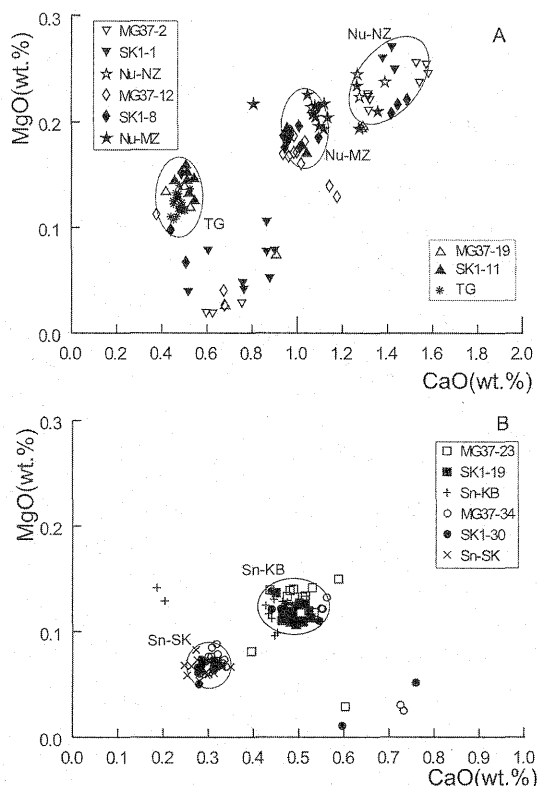 A
MgO(wt.%)
0.3
0.2
0.1
0.0
MG37-2
SK1-1
Nu-NZ
MG37-12
SK1-8
Nu-MZ
Nu-NZ
Nu-MZ
TG
MG37-19
SK1-11
TG
0.0 0.2 0.4 0.6 0.8 1.0 1.2 1.4 1.6 1.8 2.0
CaO(wt.%)
B
MgO(wt.%)
0.3
0.2
0.1
0.0
MG37-23
SK1-19
Sn-KB
MG37-34
SK1-30
Sn-SK
Sn-KB
Sn-SK
0.0 0.1 0.2 0.3 0.4 0.5 0.6 0.7 0.8 0.9 1.0
CaO(wt.%)